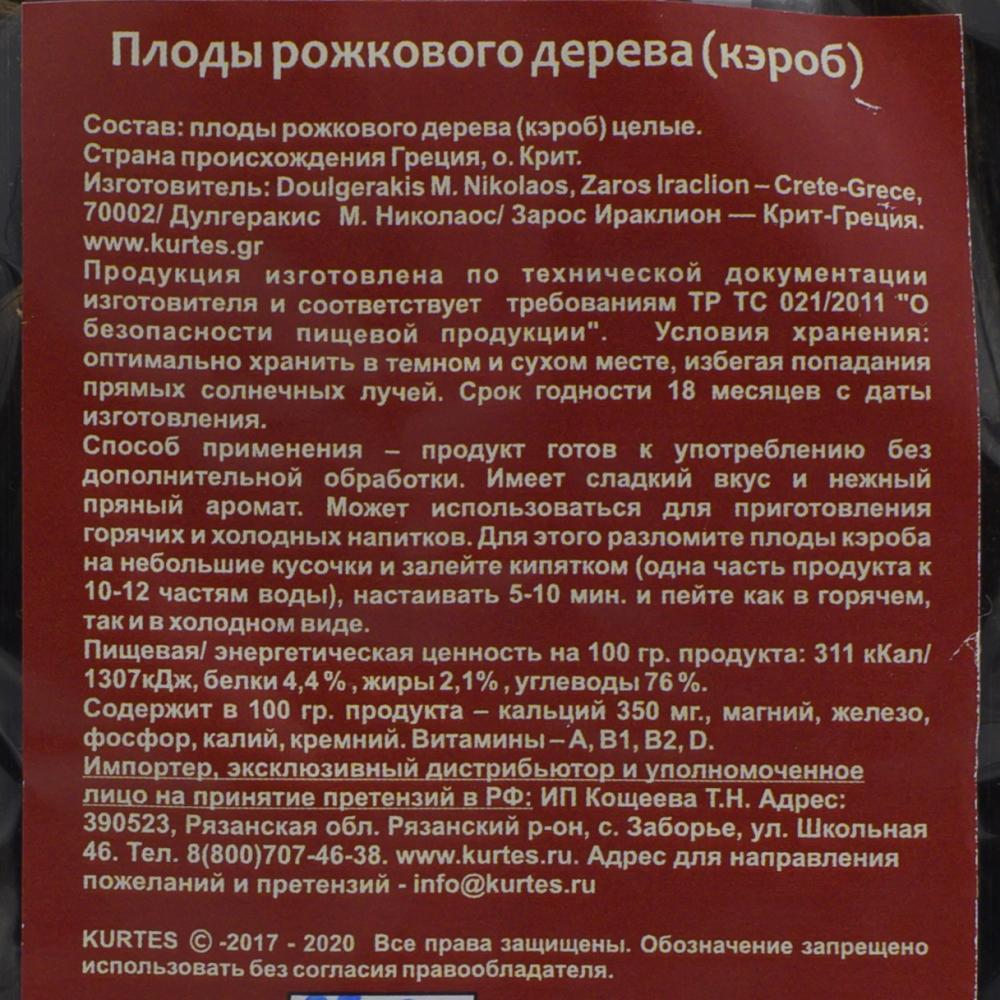 Плоды рожкового дерева (кэроб)
Состав: плоды рожкового дерева (кэроб) целые.
Страна происхождения Греция, о. Крит.
Изготовитель: Doulgerakis M. Nikolaos, Zaros Iraclion – Crete-Grece,
70002/ Дулгеракис М. Николаос/ Зарос Ираклион — Крит-Греция.
www.kurtes.gr
Продукция изготовлена по технической документации
изготовителя и соответствует требованиям ТР ТС 021/2011 "О
безопасности пищевой продукции". Условия хранения:
оптимально хранить в темном и сухом месте, избегая попадания
прямых солнечных лучей. Срок годности 18 месяцев с даты
изготовления.
Способ применения – продукт готов к употреблению без
дополнительной обработки. Имеет сладкий вкус и нежный
пряный аромат. Может использоваться для приготовления
горячих и холодных напитков. Для этого разломите плоды кэроба
на небольшие кусочки и залейте кипятком (одна часть продукта к
10-12 частям воды), настаивать 5-10 мин. и пейте как в горячем,
так и в холодном виде.
Пищевая/ энергетическая ценность на 100 гр. продукта: 311 кКал/
1307кДж, белки 4,4 % , жиры 2,1% , углеводы 76 %.
Содержит в 100 гр. продукта – кальций 350 мг., магний, железо,
фосфор, калий, кремний. Витамины – А, В1, В2, D.
Импортер, эксклюзивный дистрибьютор и уполномоченное
лицо на принятие претензий в РФ: ИП Кощеева Т.Н. Адрес:
390523, Рязанская обл. Рязанский р-он, с. Заборье, ул. Школьная
46. Тел. 8(800)707-46-38. www.kurtes.ru. Адрес для направления
пожеланий и претензий - info@kurtes.ru
KURTES © -2017 - 2020 Все права защищены. Обозначение запрещено
использовать без согласия правообладателя.